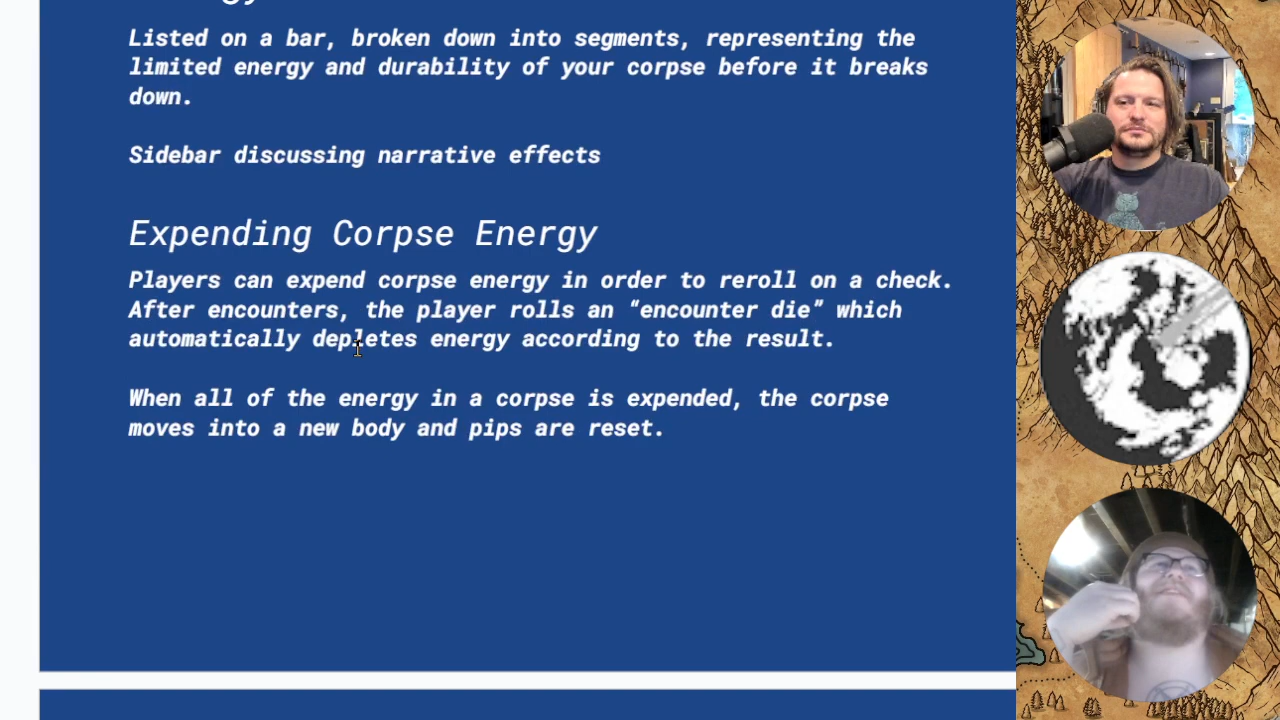 Listed on a bar, broken down into segments, representing the
limited energy and durability of your corpse before it breaks
down.
Sidebar discussing narrative effects
Expending Corpse Energy
Players can expend corpse energy in order to reroll on a check.
After encounters, the player rolls an “encounter die” which
automatically depletes energy according to the result.
When all of the energy in a corpse is expended, the corpse
moves into a new body and pips are reset.